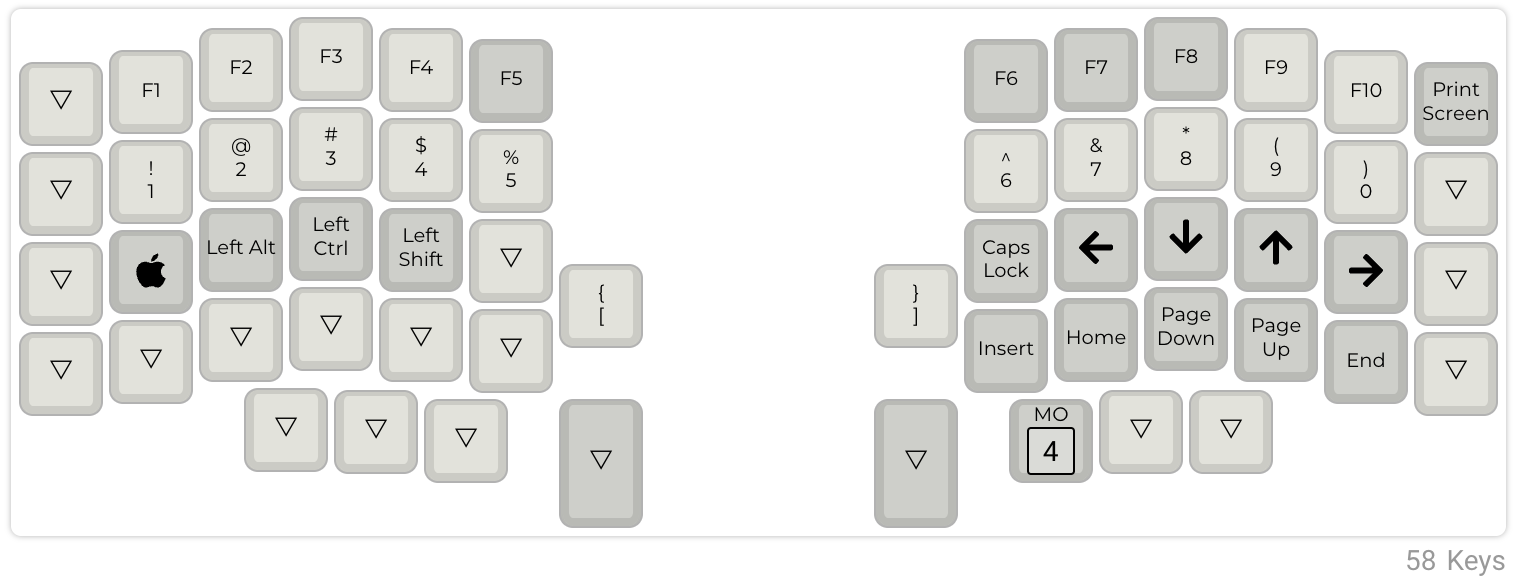 ▽ F1 F2 F3 F4 F5 F6 F7 F8 F9 F10 Print
Screen
▽ !
1 @
2 #
3 $
4 %
5 ^
6 &
7 *
8 (
9 )
0 ▽
▽ Left Alt Left
Ctrl Left
Shift ▽ {
[ }
] Caps
Lock ← ↓ ↑ → ▽
▽ ▽ ▽ ▽ ▽ ▽ Insert Home Page
Down Page
Up End ▽
▽ ▽ ▽ ▽ ▽ MO
4 ▽ ▽
58 Keys